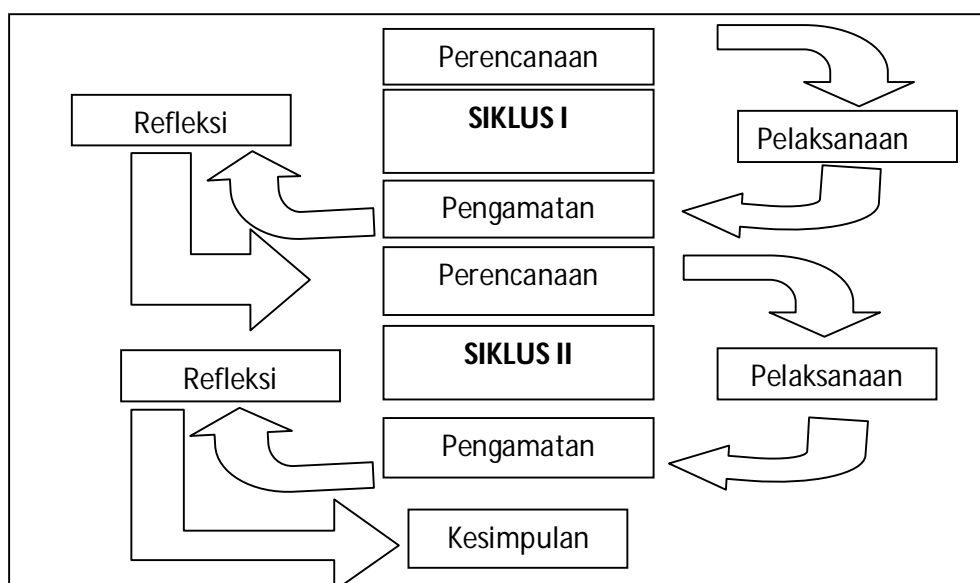 Perencanaan
SIKLUS I
Refleksi
Pelaksanaan
Pengamatan
Perencanaan
SIKLUS II
Refleksi
Pelaksanaan
Pengamatan
Kesimpulan